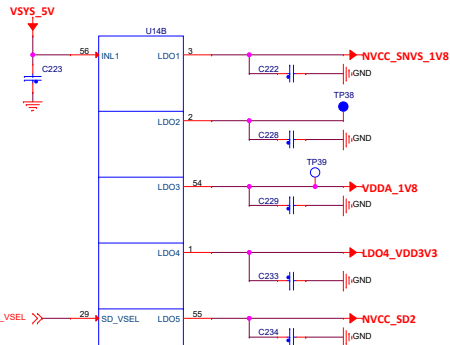 VSYS_5V
U14B
56
INL1
LDO1
3
NVCC_SNVS_1V8
C223
C222
GND
TP38
LDO2
2
C228
GND
TP39
LDO3
54
VDDA_1V8
C229
GND
LDO4
1
LDO4_VDD3V3
C233
GND
_VSEL
29
SD_VSEL
LDO5
55
NVCC_SD2
C234
GND